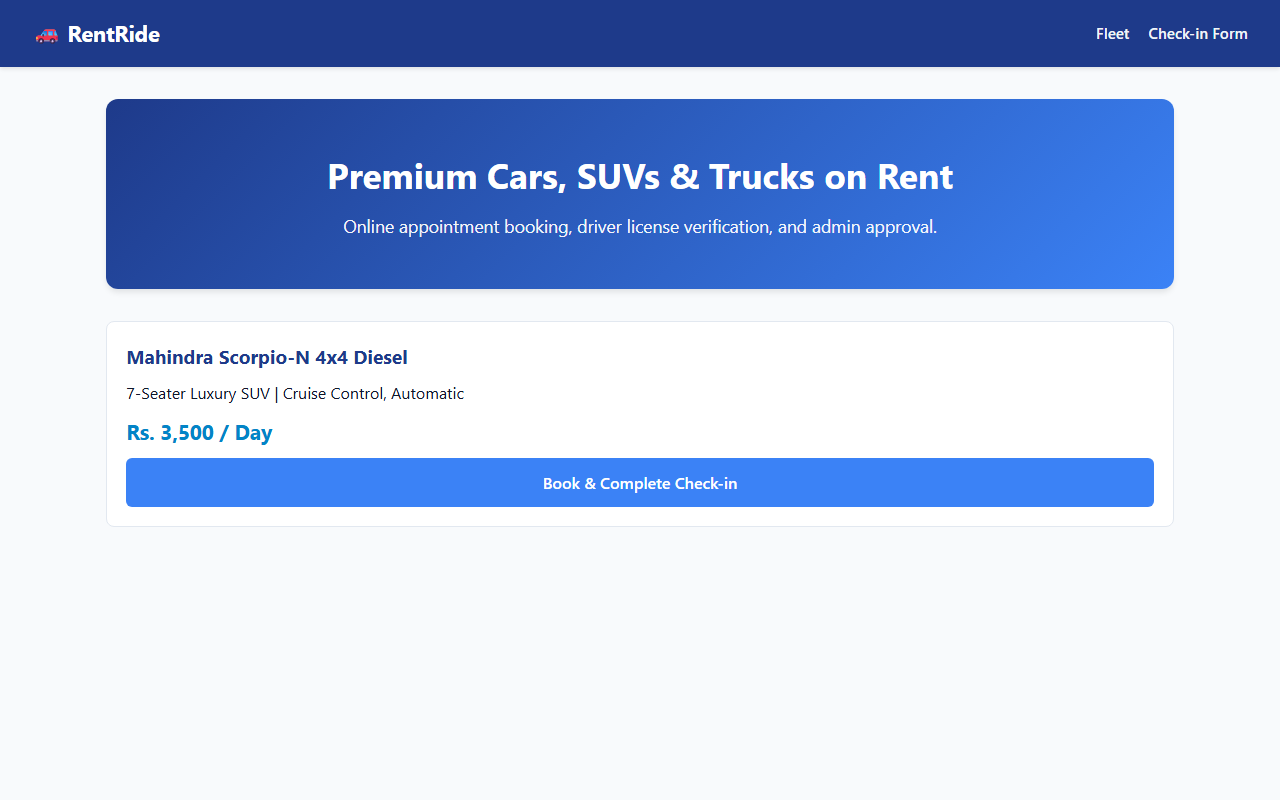 RentRide
Fleet
Check-in Form
Premium Cars, SUVs & Trucks on Rent
Online appointment booking, driver license verification, and admin approval.
Mahindra Scorpio-N 4x4 Diesel
7-Seater Luxury SUV | Cruise Control, Automatic
Rs. 3,500 / Day
Book & Complete Check-in